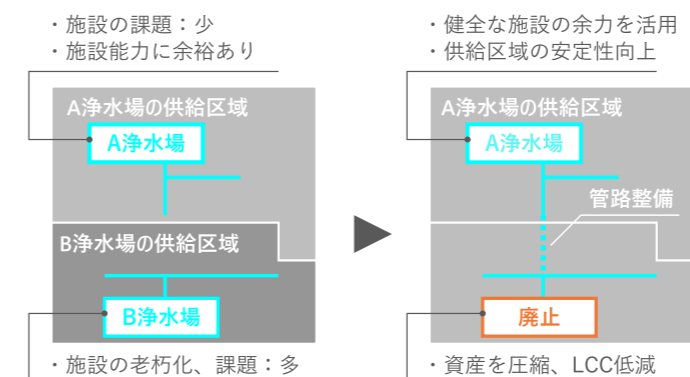 ・施設の課題：少
・施設能力に余裕あり
A浄水場の供給区域
A浄水場
B浄水場の供給区域
B浄水場
・施設の老朽化、課題：多
・健全な施設の余力を活用
・供給区域の安定性向上
A浄水場の供給区域
A浄水場
管路整備
廃止
・資産を圧縮、LCC低減